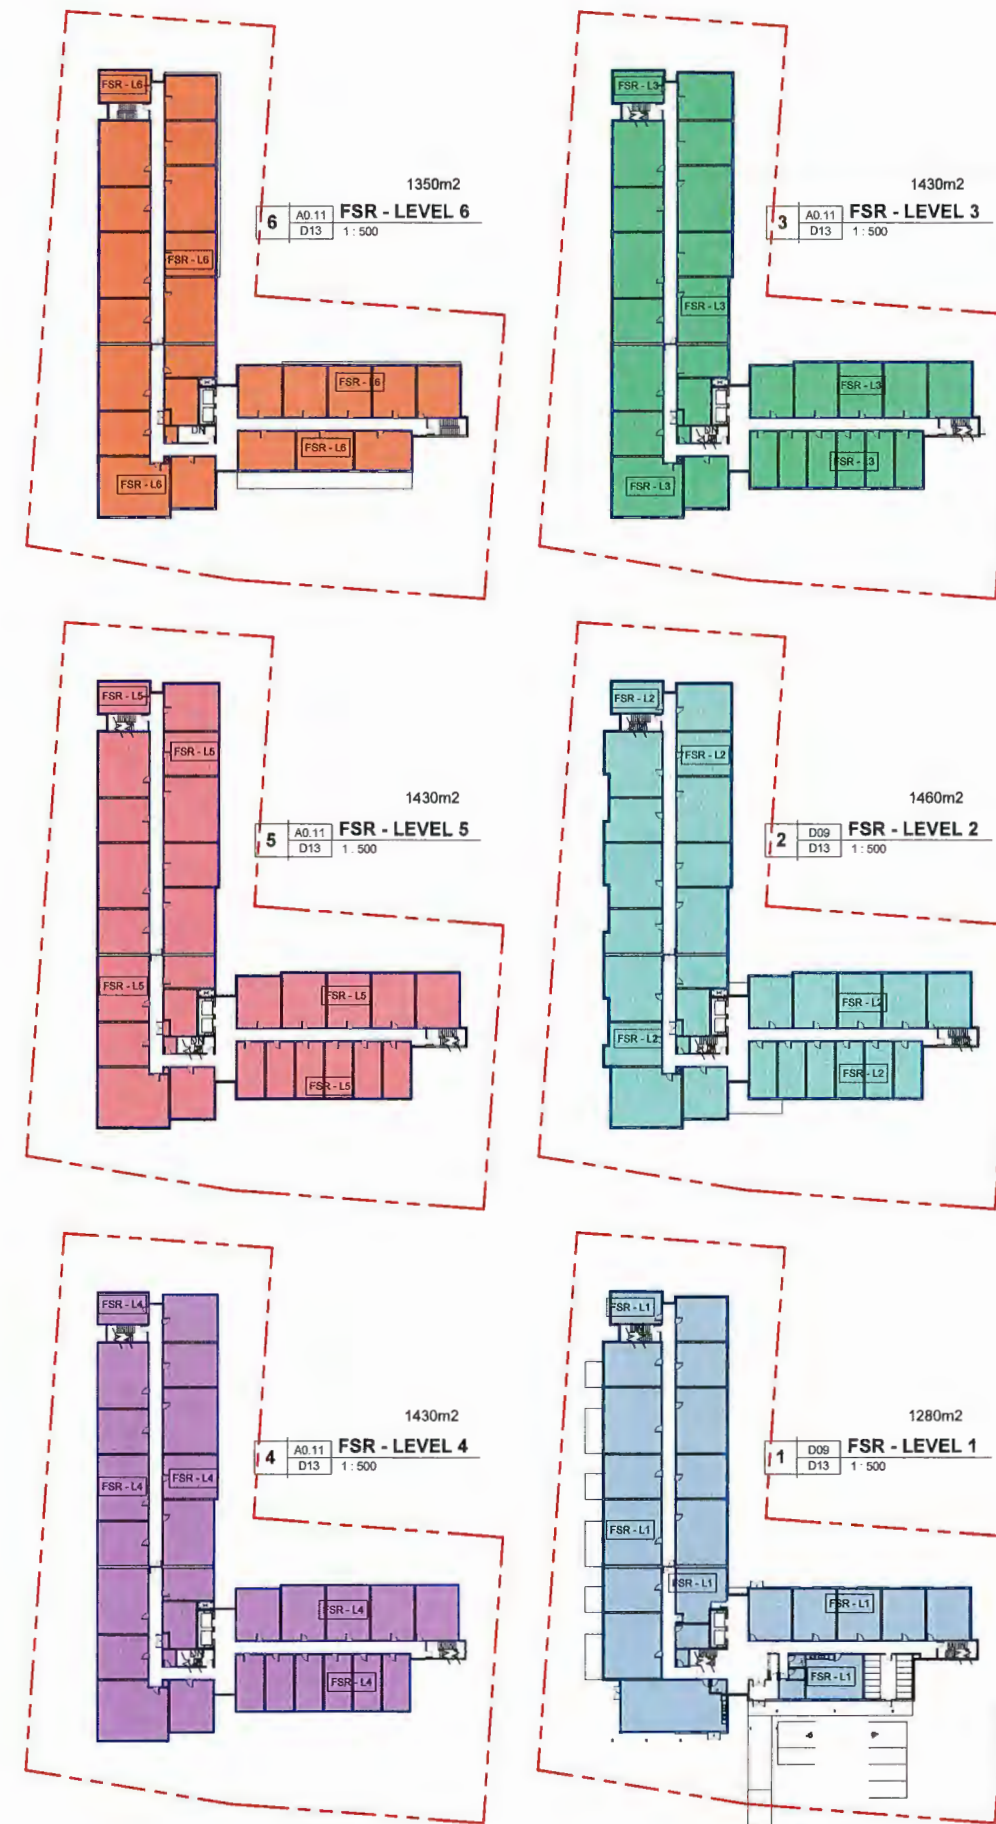 FSR - L6
FSR - L6
FSR - L6
FSR - L6
FSR - L6
DN
1350m2
6 A0.11 FSR - LEVEL 6
D13 1 : 500
FSR - L3
FSR - L3
FSR - L3
FSR - L3
FSR - L3
DN
1430m2
3 A0.11 FSR - LEVEL 3
D13 1 : 500
FSR - L5
FSR - L5
FSR - L5
FSR - L5
FSR - L5
DN
1430m2
5 A0.11 FSR - LEVEL 5
D13 1 : 500
FSR - L2
FSR - L2
FSR - L2
FSR - L2
FSR - L2
1460m2
2 D09 FSR - LEVEL 2
D13 1 : 500
FSR - L4
FSR - L4
FSR - L4
FSR - L4
FSR - L4
1430m2
4 A0.11 FSR - LEVEL 4
D13 1 : 500
FSR - L1
FSR - L1
FSR - L1
FSR - L1
FSR - L1
1280m2
1 D09 FSR - LEVEL 1
D13 1 : 500